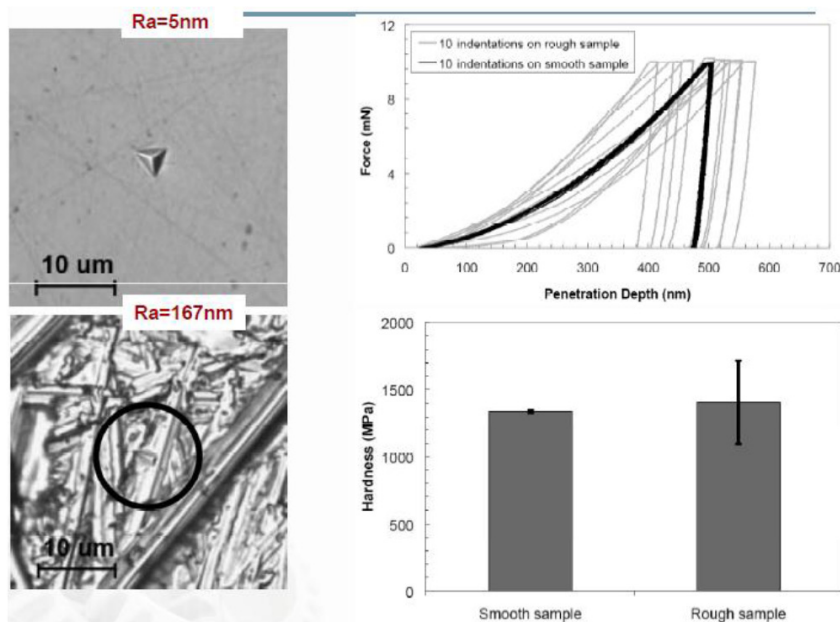 Ra=5nm
10 um
Ra=167nm
10 um
12
8
4
0
Force (mN)
10 indentations on rough sample
10 indentations on smooth sample
0 100 200 300 400 500 600 700
Penetration Depth (nm)
2000
1500
1000
500
0
Hardness (MPa)
Smooth sample Rough sample